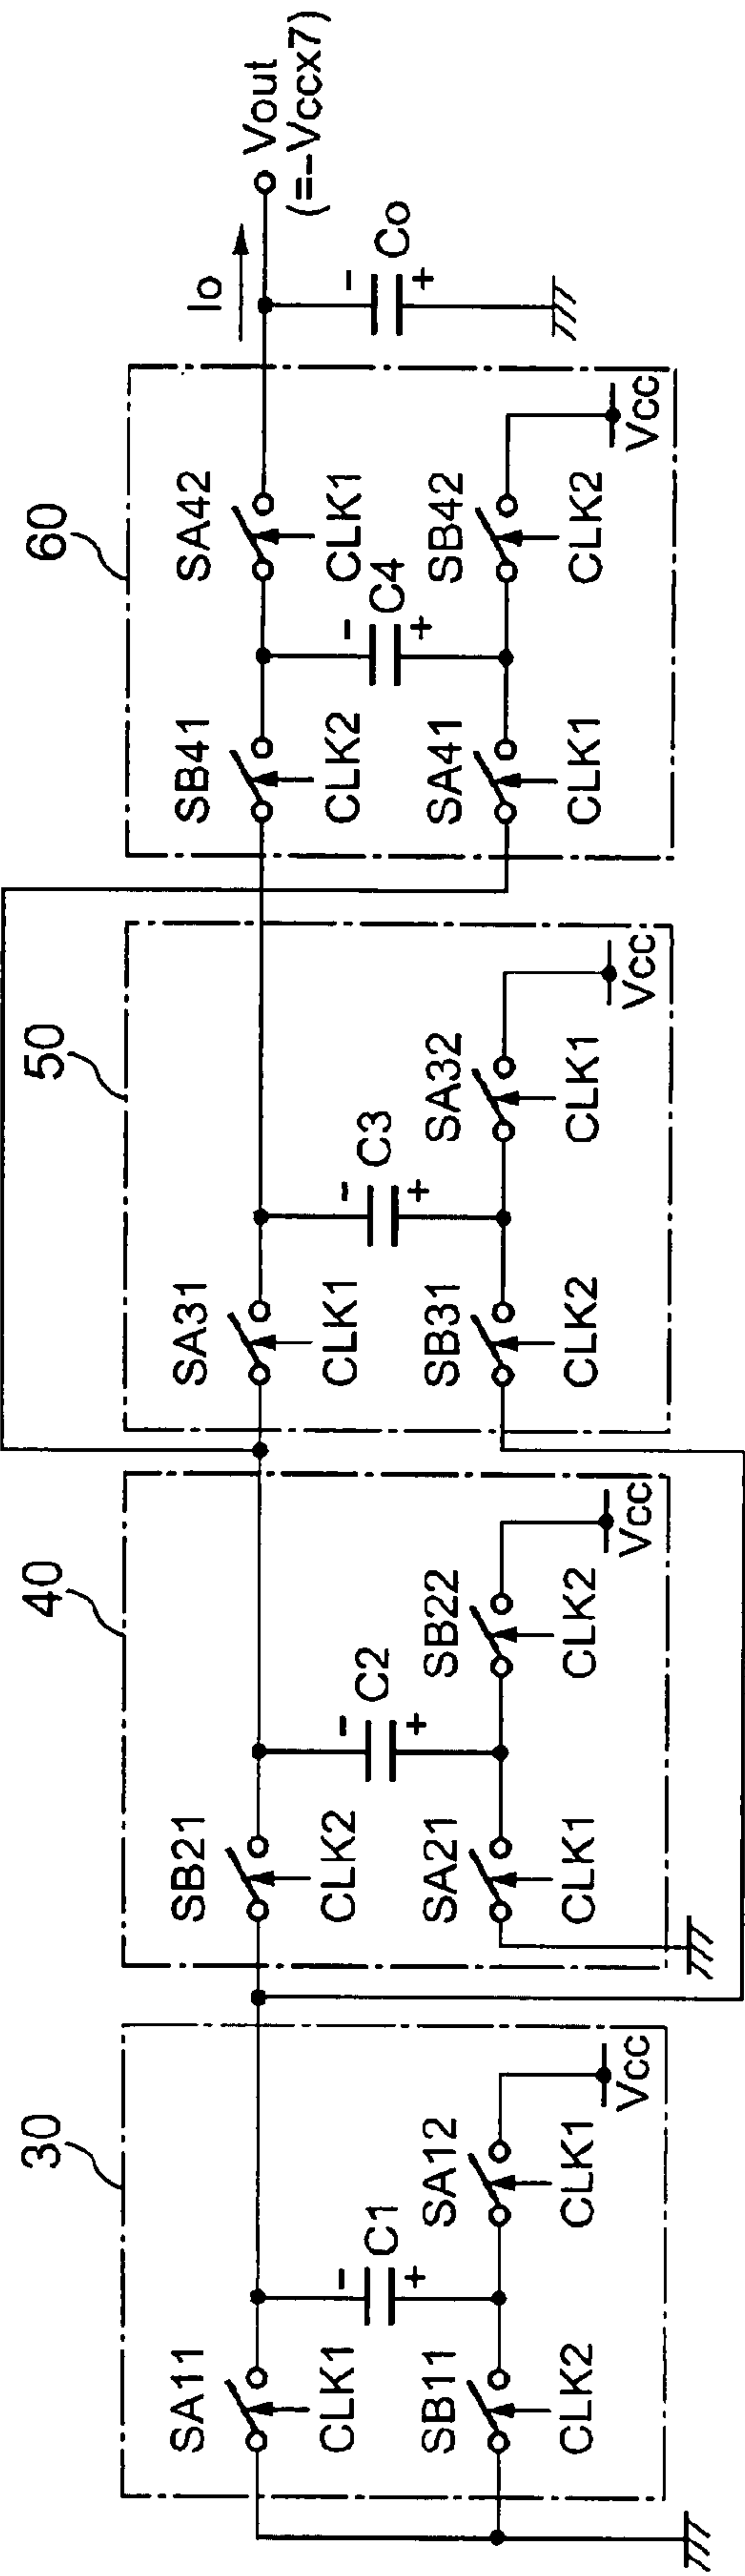 30
SA11
CLK1
C1
-
+
SB11
CLK2
SA12
CLK1
Vcc
40
SB21
CLK2
C2
-
+
SA21
CLK1
SB22
CLK2
Vcc
50
SA31
CLK1
C3
-
+
SB31
CLK2
SA32
CLK1
Vcc
60
SB41
CLK2
SA42
CLK1
C4
-
+
SA41
CLK1
SB42
CLK2
Vcc
Io
Co
-
+
Vout
(=-Vccx7)